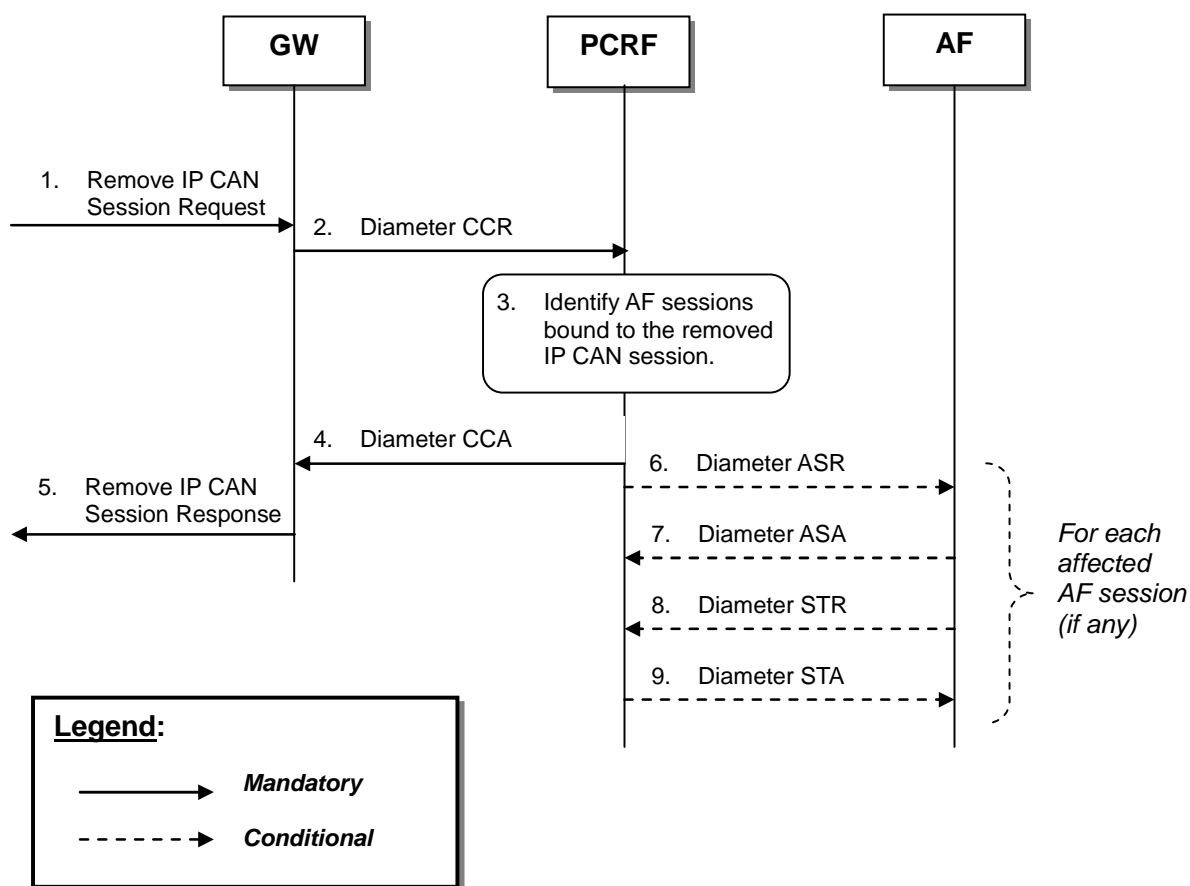 GW
PCRF
AF
1. Remove IP CAN
Session Request
2. Diameter CCR
3. Identify AF sessions
bound to the removed
IP CAN session.
4. Diameter CCA
5. Remove IP CAN
Session Response
6. Diameter ASR
7. Diameter ASA
8. Diameter STR
9. Diameter STA
For each
affected
AF session
(if any)
Legend:
Mandatory
Conditional